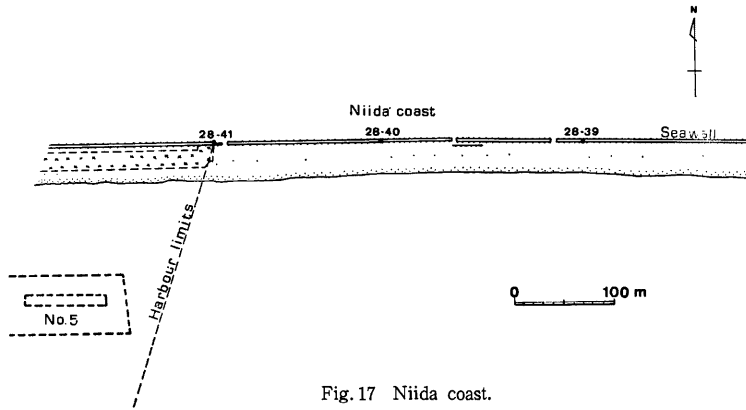 N
Niida coast
28-41
28-40
28-39
Seawall
Harbour limits
No.5
0
100 m
Fig. 17 Niida coast.